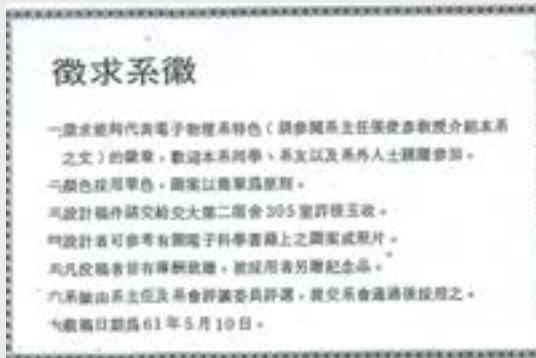 徵求系徽
一徵求能夠代表電子物理系特色(請參閱系主任張俊彥教授介紹本系
之文)的徽章,歡迎本系同學、系友以及系外人士踴躍參加。
二顏色採用單色,圖案以簡單爲原則。
三設計稿件請交給交大第二宿舍305室許根玉收。
四設計者可參考有關電子科學書籍上之圖案或照片。
五凡投稿者皆有薄酬致贈,被採用者另贈紀念品。
六系徽由系主任及系會評議委員評選,提交系會通過後採用之。
七截稿日期爲61年5月10日。